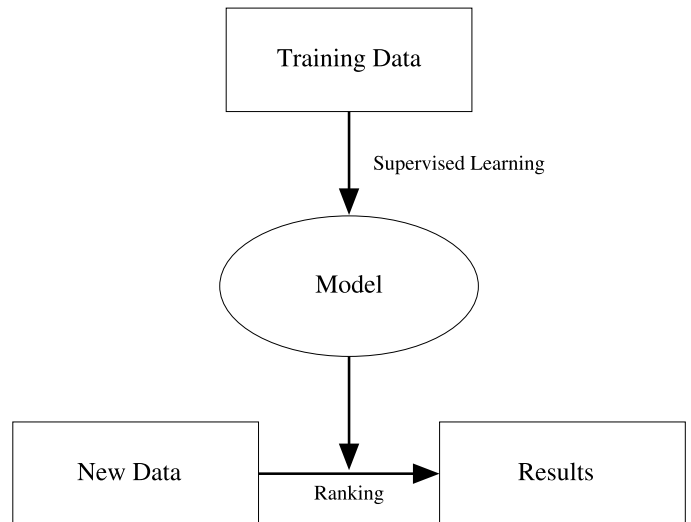 Training Data
Supervised Learning
Model
New Data
Ranking
Results